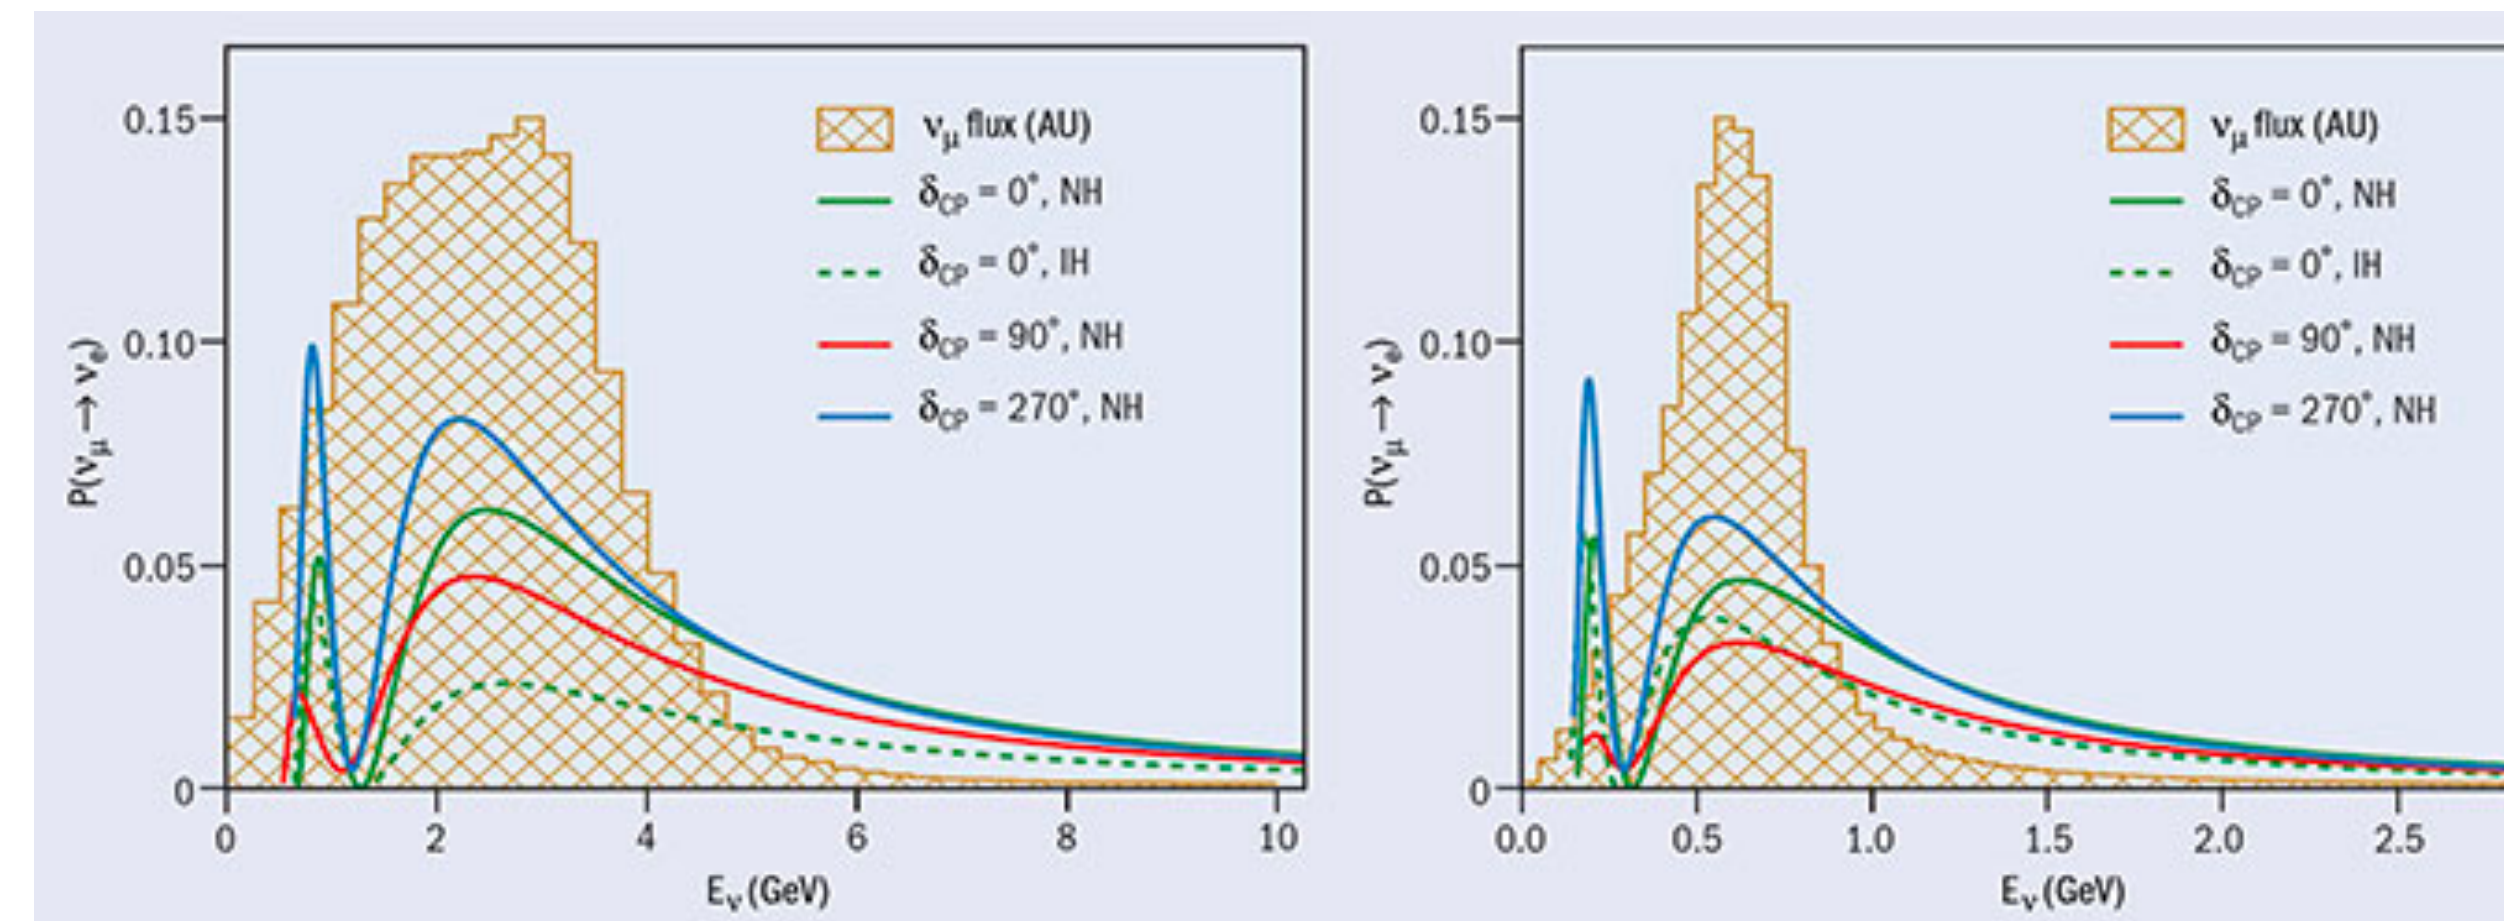 0.15
0.10
0.05
0
P(νμ → νe)
0
2
4
6
8
10
Eν (GeV)
νμ flux (AU)
δCP = 0°, NH
δCP = 0°, IH
δCP = 90°, NH
δCP = 270°, NH
0.15
0.10
0.05
0
P(νμ → νe)
0.0
0.5
1.0
1.5
2.0
2.5
Eν (GeV)
νμ flux (AU)
δCP = 0°, NH
δCP = 0°, IH
δCP = 90°, NH
δCP = 270°, NH